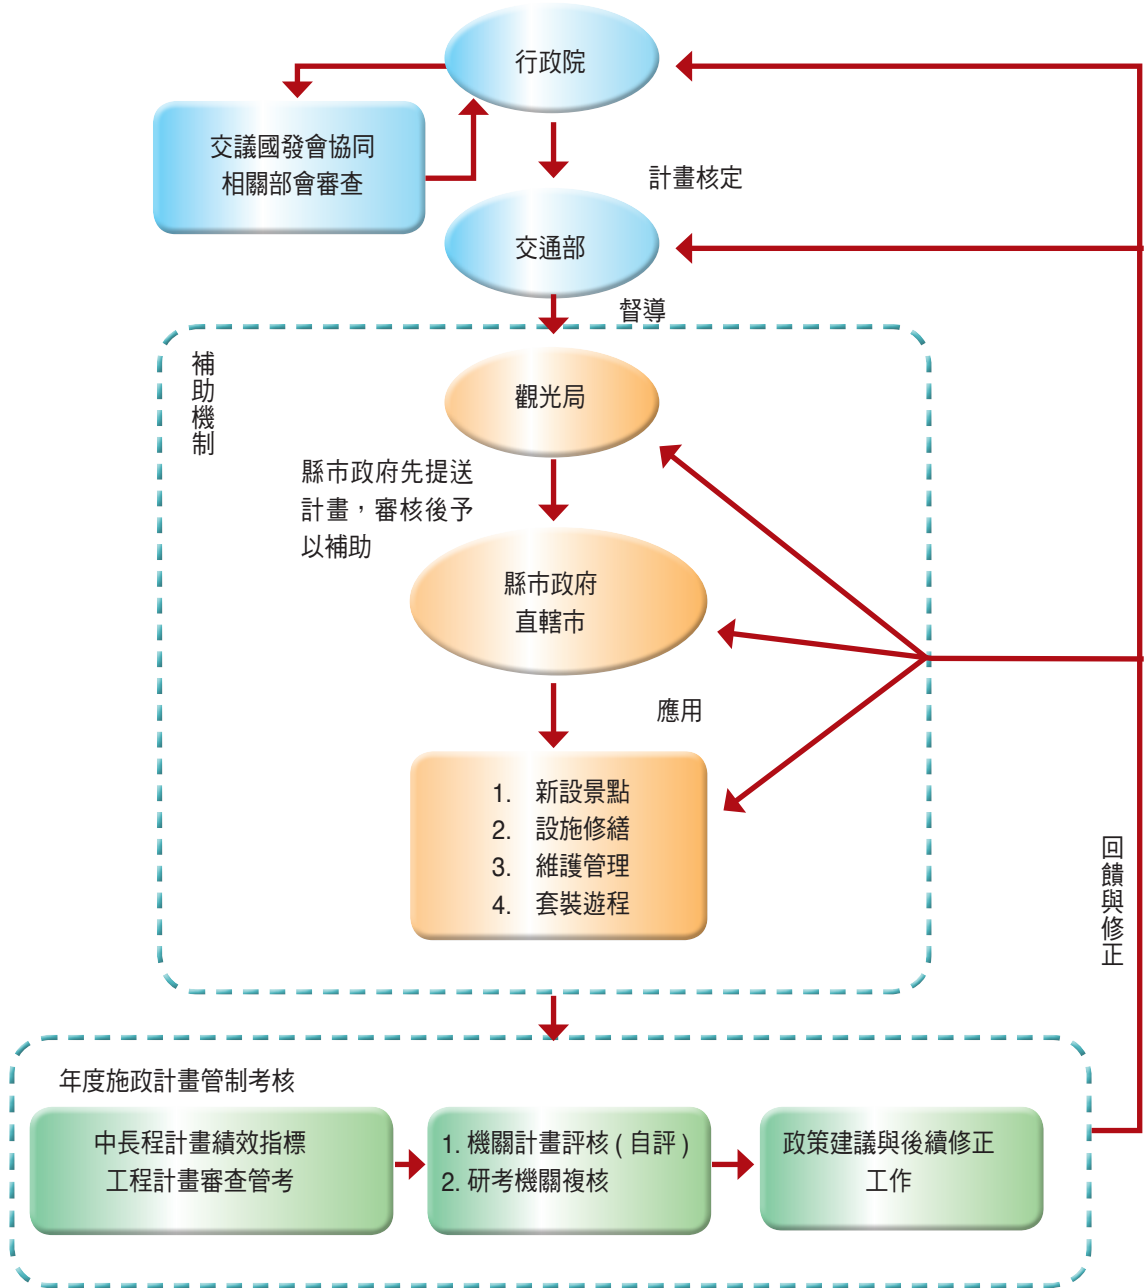 行政院
交議國發會協同
相關部會審查
計畫核定
交通部
督導
補助機制
觀光局
縣市政府先提送
計畫，審核後予
以補助
縣市政府
直轄市
應用
1. 新設景點
2. 設施修繕
3. 維護管理
4. 套裝遊程
回饋與修正
年度施政計畫管制考核
中長程計畫績效指標
工程計畫審查管考
1. 機關計畫評核 ( 自評 )
2. 研考機關複核
政策建議與後續修正
工作